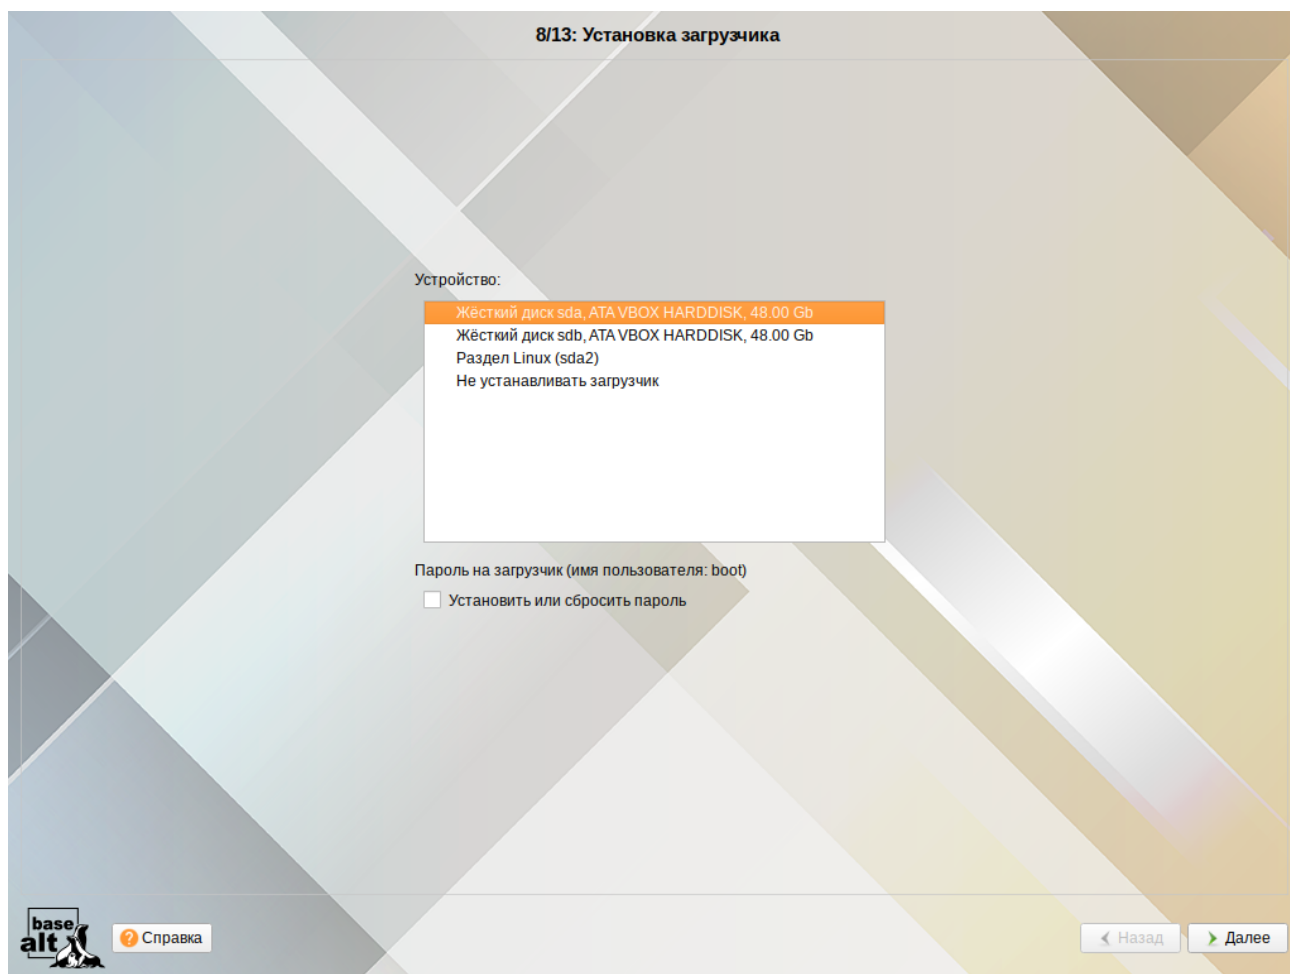 8/13: Установка загрузчика
Устройство:
Жёсткий диск sda, ATA VBOX HARDDISK, 48.00 Gb
Жёсткий диск sdb, ATA VBOX HARDDISK, 48.00 Gb
Раздел Linux (sda2)
Не устанавливать загрузчик
Пароль на загрузчик (имя пользователя: boot)
Установить или сбросить пароль
base
alt
Справка
Назад
Далее